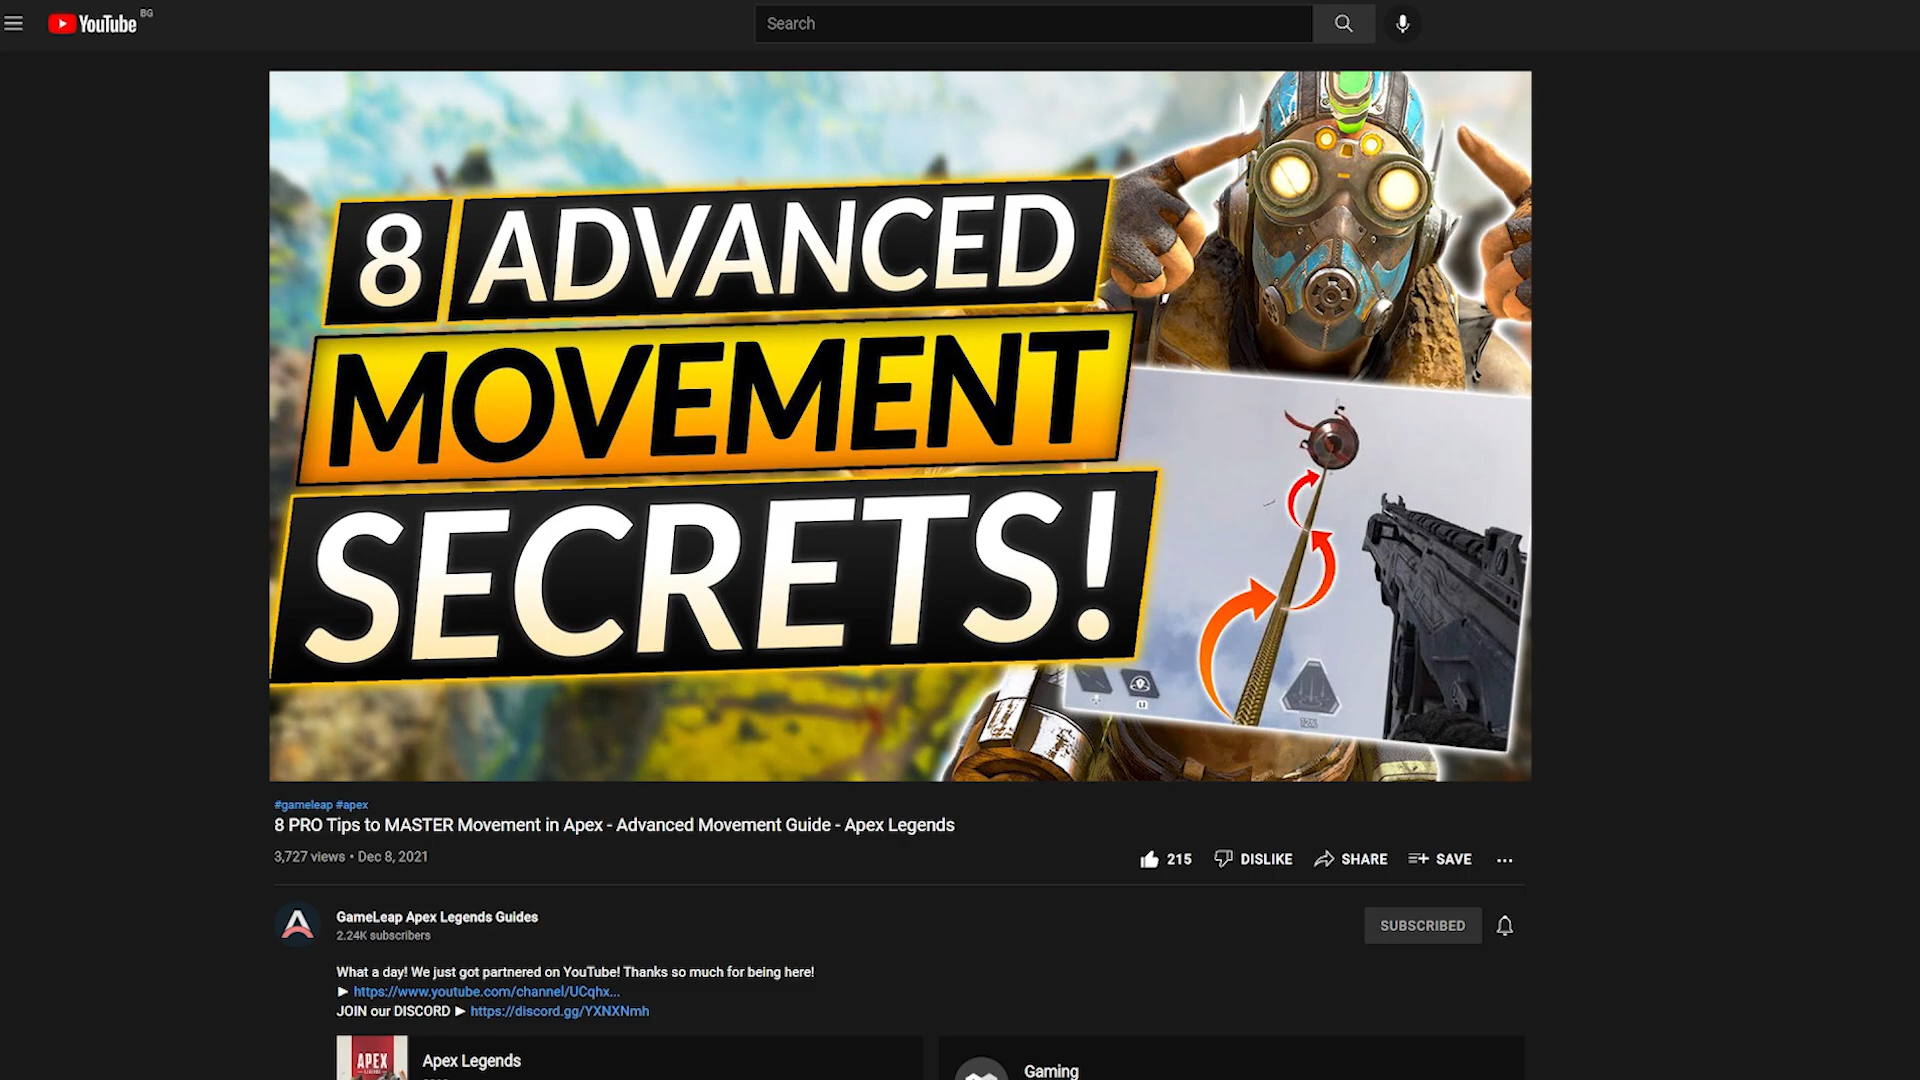 YouTube BG
Search
8 ADVANCED
MOVEMENT
SECRETS!
#gameleap #apex
8 PRO Tips to MASTER Movement in Apex - Advanced Movement Guide - Apex Legends
3,727 views • Dec 8, 2021
215 DISLIKE SHARE SAVE
GameLeap Apex Legends Guides
2.24K subscribers
SUBSCRIBED
What a day! We just got partnered on YouTube! Thanks so much for being here!
► https://www.youtube.com/channel/UCqhx...
JOIN our DISCORD ► https://discord.gg/YXNXNmh
APEX
Apex Legends
Gaming